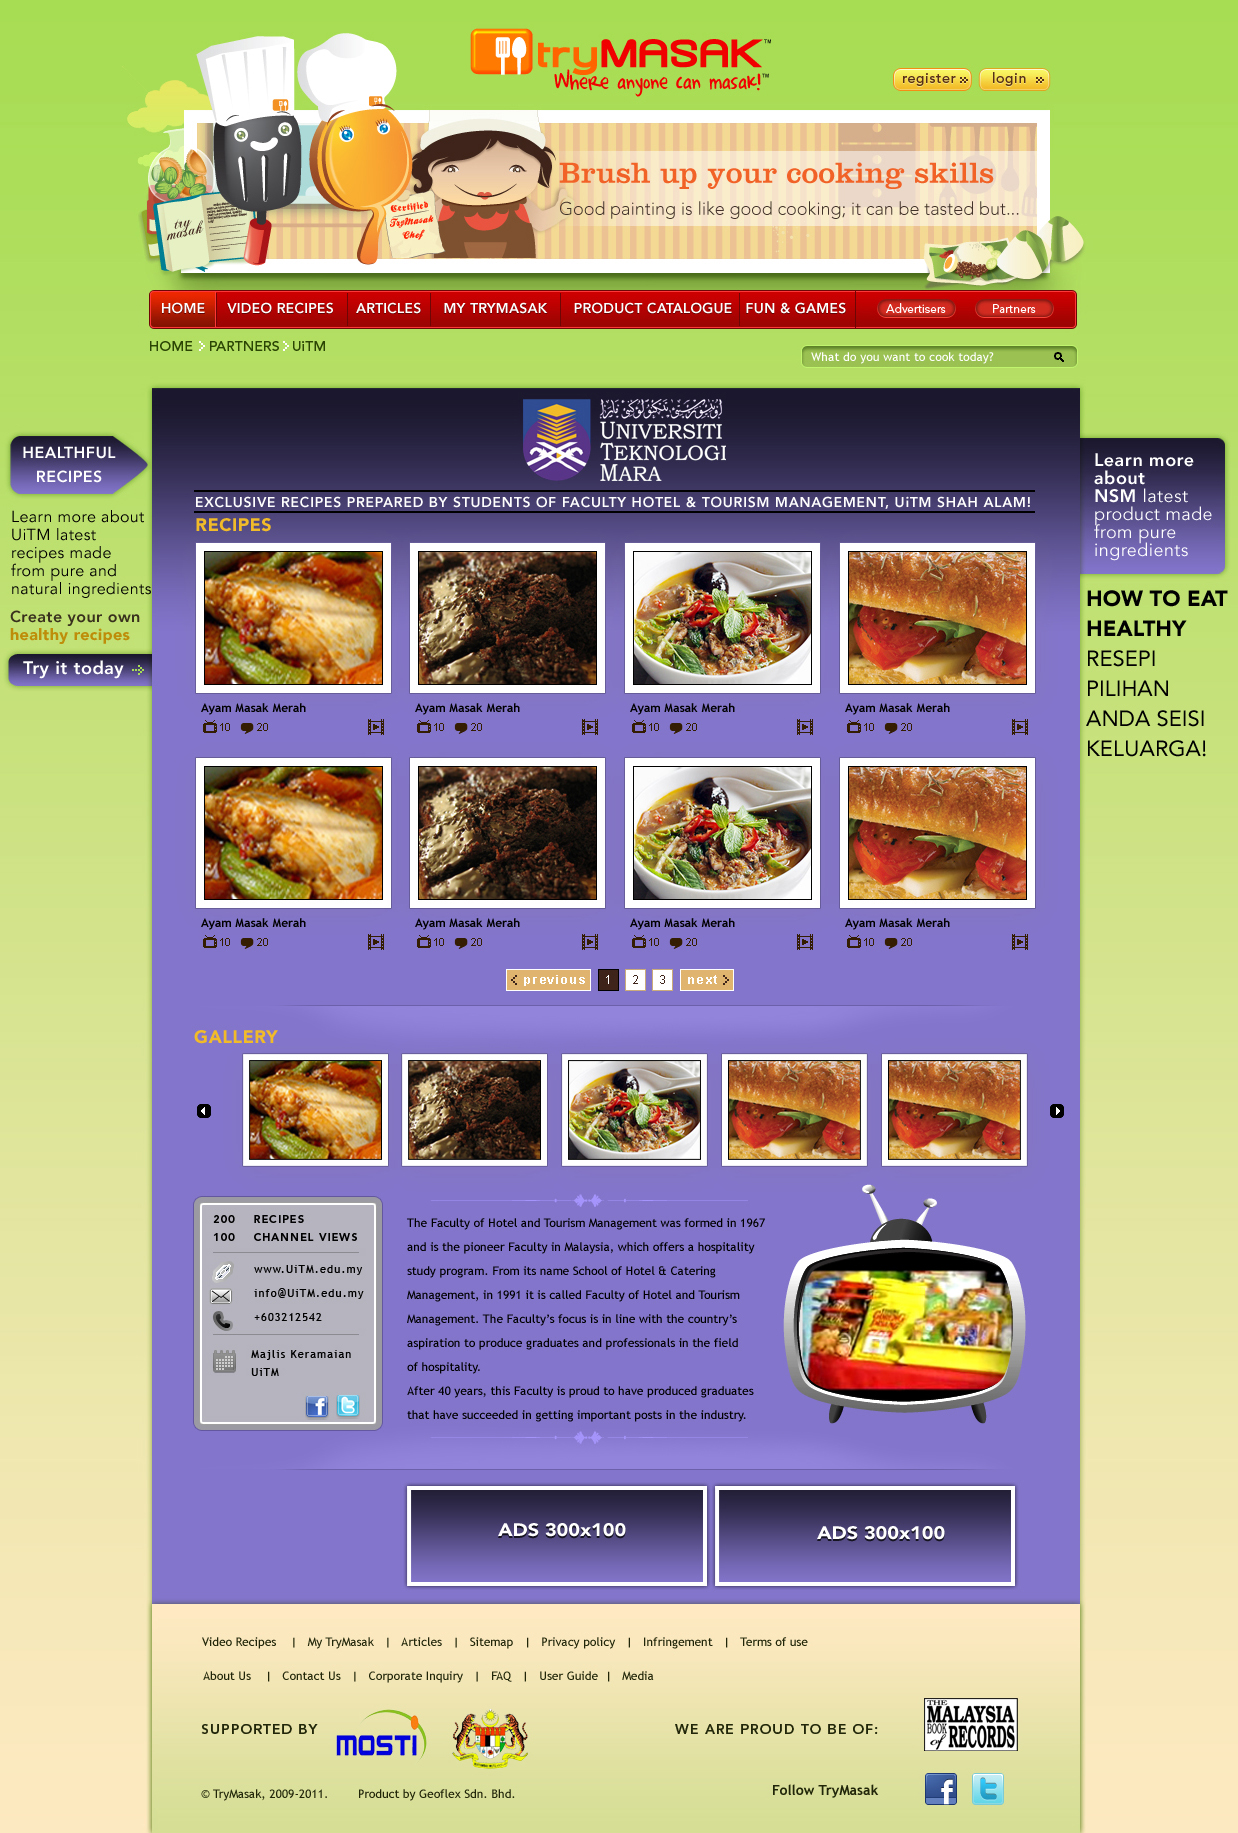 tryMASAK™
Where anyone can masak!™
register
login
try masak
Certified
TryMasak
Chef
Brush up your cooking skills
Good painting is like good cooking; it can be tasted but...
HOME
VIDEO RECIPES
ARTICLES
MY TRYMASAK
PRODUCT CATALOGUE
FUN & GAMES
Advertisers
Partners
HOME > PARTNERS > UiTM
What do you want to cook today?
HEALTHFUL
RECIPES
Learn more about
UiTM latest
recipes made
from pure and
natural ingredients
Create your own
healthy recipes
Try it today
UNIVERSITI
TEKNOLOGI
MARA
EXCLUSIVE RECIPES PREPARED BY STUDENTS OF FACULTY HOTEL & TOURISM MANAGEMENT, UiTM SHAH ALAM!
Learn more
about
NSM latest
product made
from pure
ingredients
HOW TO EAT
HEALTHY
RESEPI
PILIHAN
ANDA SEISI
KELUARGA!
RECIPES
Ayam Masak Merah
10 20
Ayam Masak Merah
10 20
Ayam Masak Merah
10 20
Ayam Masak Merah
10 20
Ayam Masak Merah
10 20
Ayam Masak Merah
10 20
Ayam Masak Merah
10 20
Ayam Masak Merah
10 20
< previous 1 2 3 next >
GALLERY
200 RECIPES
100 CHANNEL VIEWS
www.UiTM.edu.my
info@UiTM.edu.my
+603212542
Majlis Keramaian
UiTM
The Faculty of Hotel and Tourism Management was formed in 1967
and is the pioneer Faculty in Malaysia, which offers a hospitality
study program. From its name School of Hotel & Catering
Management, in 1991 it is called Faculty of Hotel and Tourism
Management. The Faculty's focus is in line with the country's
aspiration to produce graduates and professionals in the field
of hospitality.
After 40 years, this Faculty is proud to have produced graduates
that have succeeded in getting important posts in the industry.
ADS 300x100
ADS 300x100
Video Recipes | My TryMasak | Articles | Sitemap | Privacy policy | Infringement | Terms of use
About Us | Contact Us | Corporate Inquiry | FAQ | User Guide | Media
SUPPORTED BY
MOSTI
WE ARE PROUD TO BE OF:
THE
MALAYSIA
BOOK of RECORDS
© TryMasak, 2009-2011. Product by Geoflex Sdn. Bhd.
Follow TryMasak